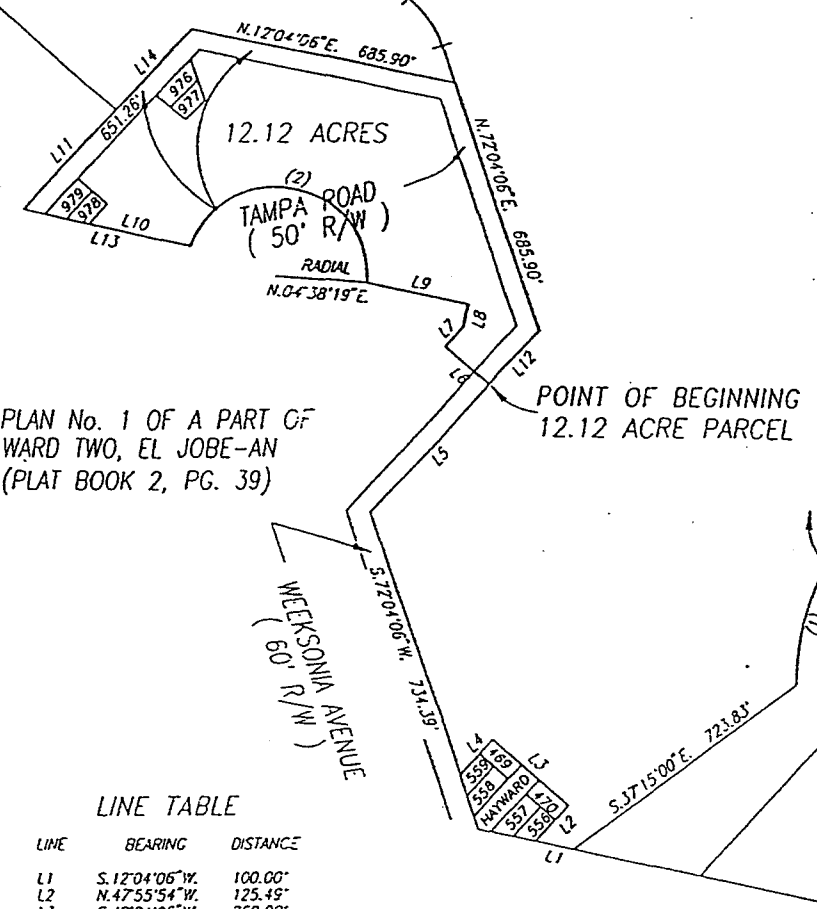 N.12°04'06"E. 685.90'
L14
976
977
651.26'
L11
12.12 ACRES
N.72°04'06"E. 685.90'
(2)
TAMPA ROAD
( 50' R/W )
979
978
L10
L13
RADIAL
N.04°38'19"E.
L9
L8
L7
L6
L12
POINT OF BEGINNING
12.12 ACRE PARCEL
PLAN No. 1 OF A PART OF
WARD TWO, EL JOBE-AN
(PLAT BOOK 2, PG. 39)
L5
S.72°04'06"W. 734.39'
WEEKSONIA AVENUE
( 60' R/W )
(1)
S.37°15'00"E. 723.83'
L4
469
L3
559
558
HAYWARD
470
557
556
L2
L1
LINE TABLE
LINE BEARING DISTANCE
L1 S.12°04'06"W. 100.00'
L2 N.47°55'54"W. 125.49'